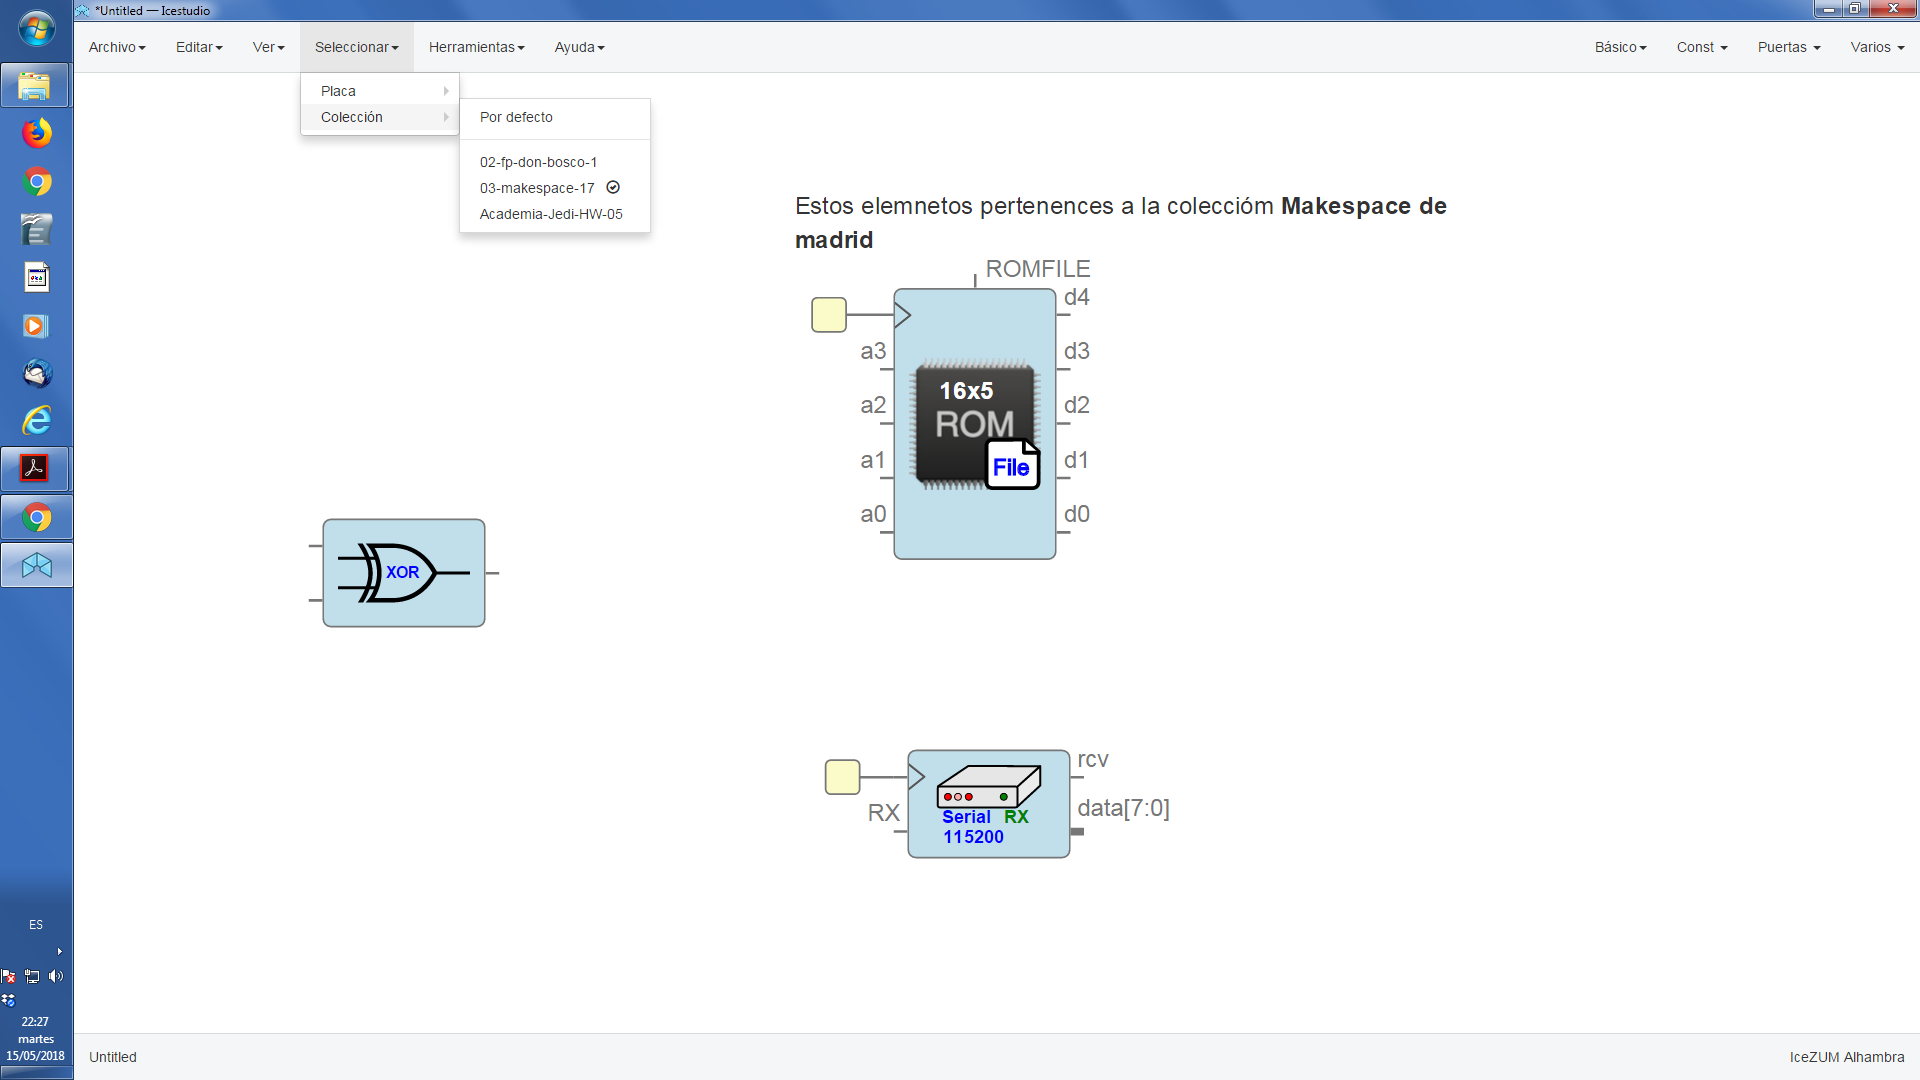 *Untitled — Icestudio
Archivo Editar Ver Seleccionar Herramientas Ayuda Básico Const Puertas Varios
Placa
Colección
Por defecto
02-fp-don-bosco-1
03-makespace-17
Academia-Jedi-HW-05
Estos elemnetos pertenences a la coleccióm Makespace de
madrid
ROMFILE
d4
a3 d3
16x5
a2 d2
ROM
a1 d1
File
a0 d0
XOR
rcv
RX data[7:0]
Serial RX
115200
ES
22:27
martes
15/05/2018
Untitled IceZUM Alhambra